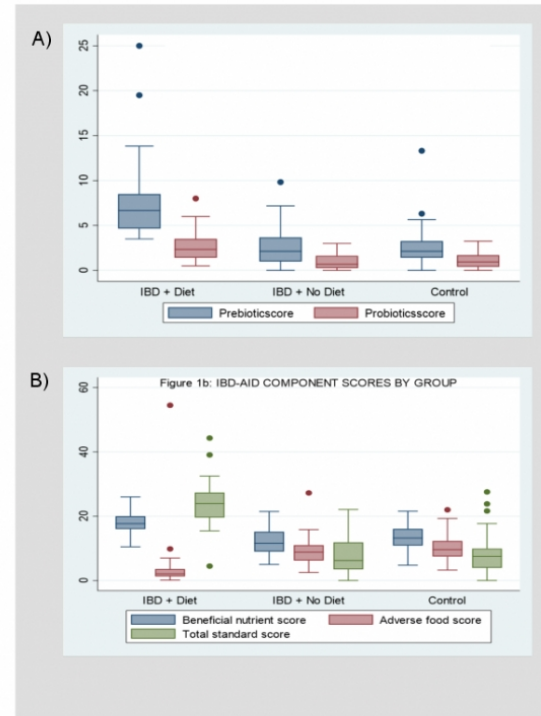 A)
25
20
15
10
5
0
IBD + Diet IBD + No Diet Control
Prebioticscore Probioticsscore
B)
Figure 1b: IBD-AID COMPONENT SCORES BY GROUP
60
40
20
0
IBD + Diet IBD + No Diet Control
Beneficial nutrient score Adverse food score
Total standard score